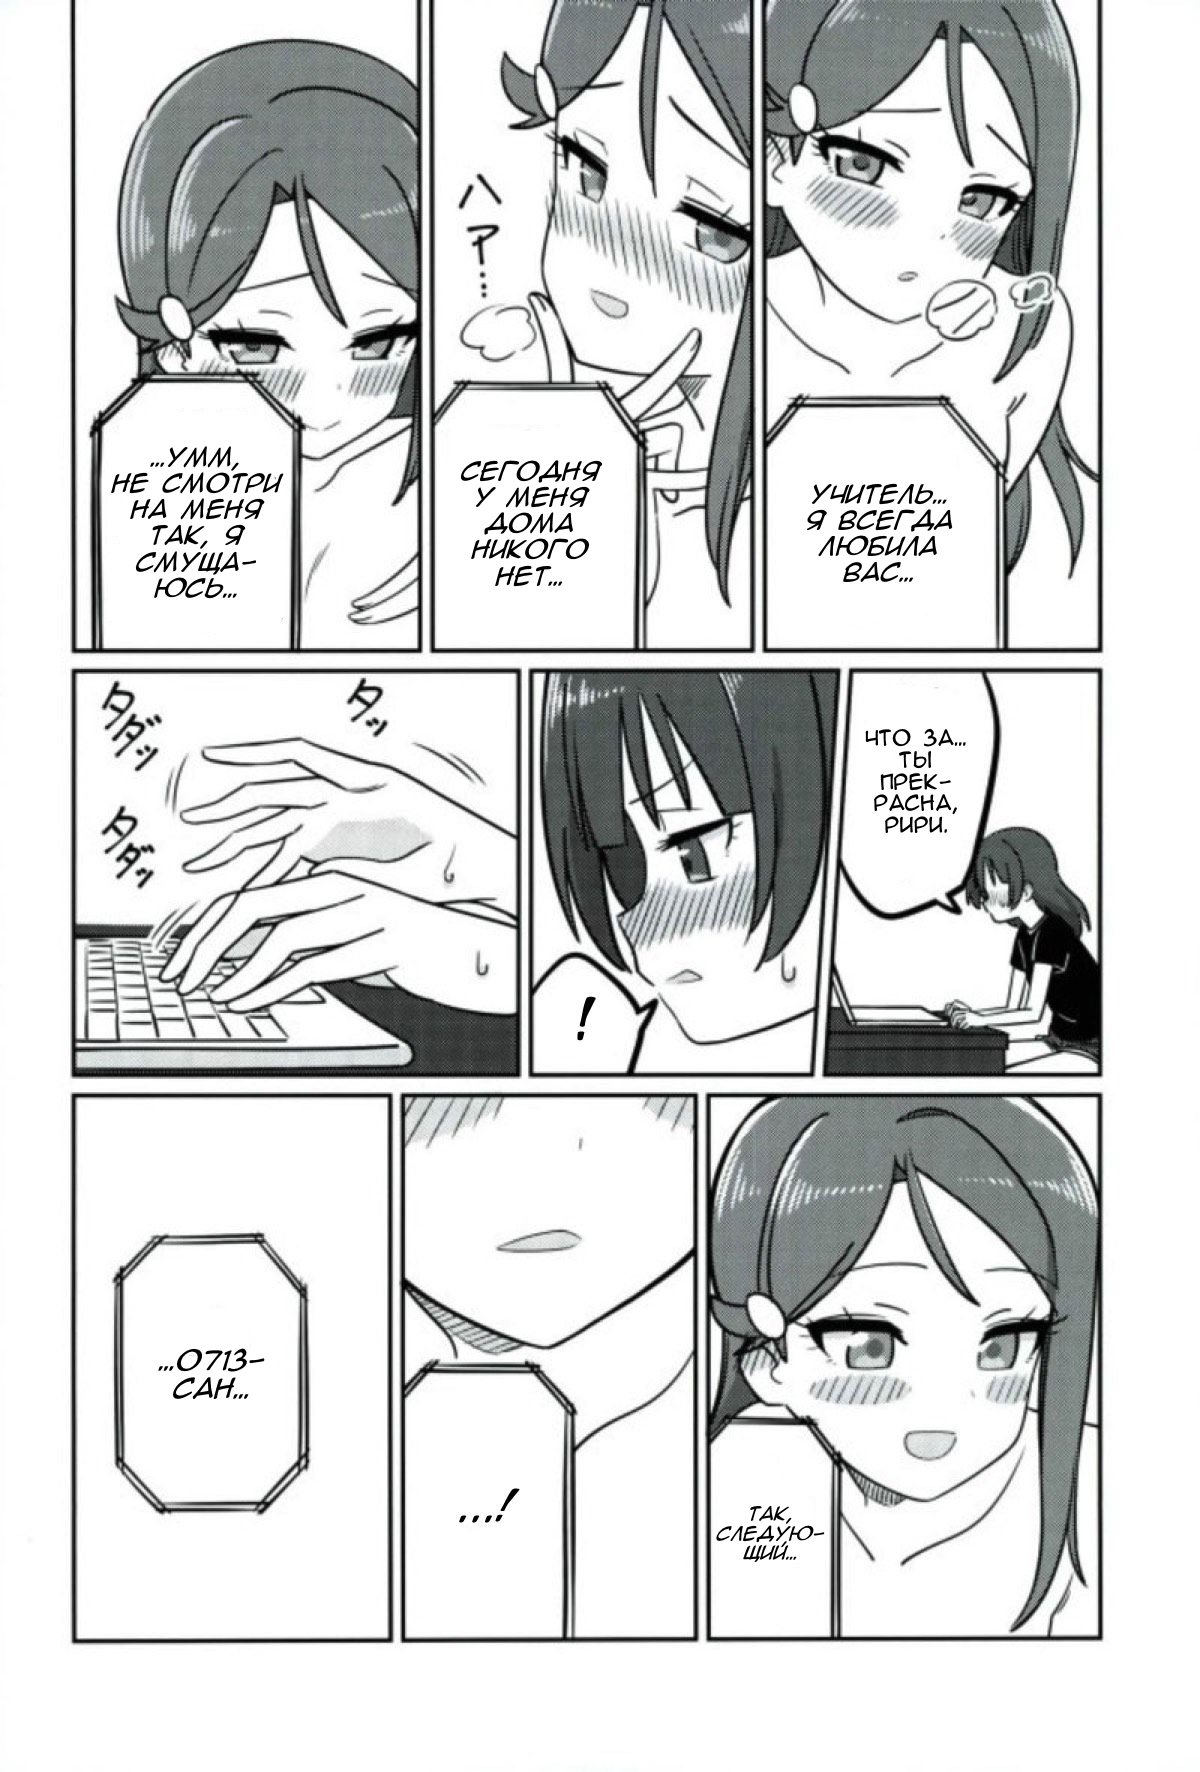 УЧИТЕЛЬ...
Я ВСЕГДА
ЛЮБИЛА
ВАС...
ハァ...
СЕГОДНЯ
У МЕНЯ
ДОМА
НИКОГО
НЕТ...
...УММ,
НЕ СМОТРИ
НА МЕНЯ
ТАК, Я
СМУЩА-
ЮСЬ...
ЧТО ЗА...
ТЫ
ПРЕК-
РАСНА,
РИРИ.
!
タッ
タダッ
タダッ
ТАК,
СЛЕДУЮ-
ЩИЙ...
...!
...0713-
САН...